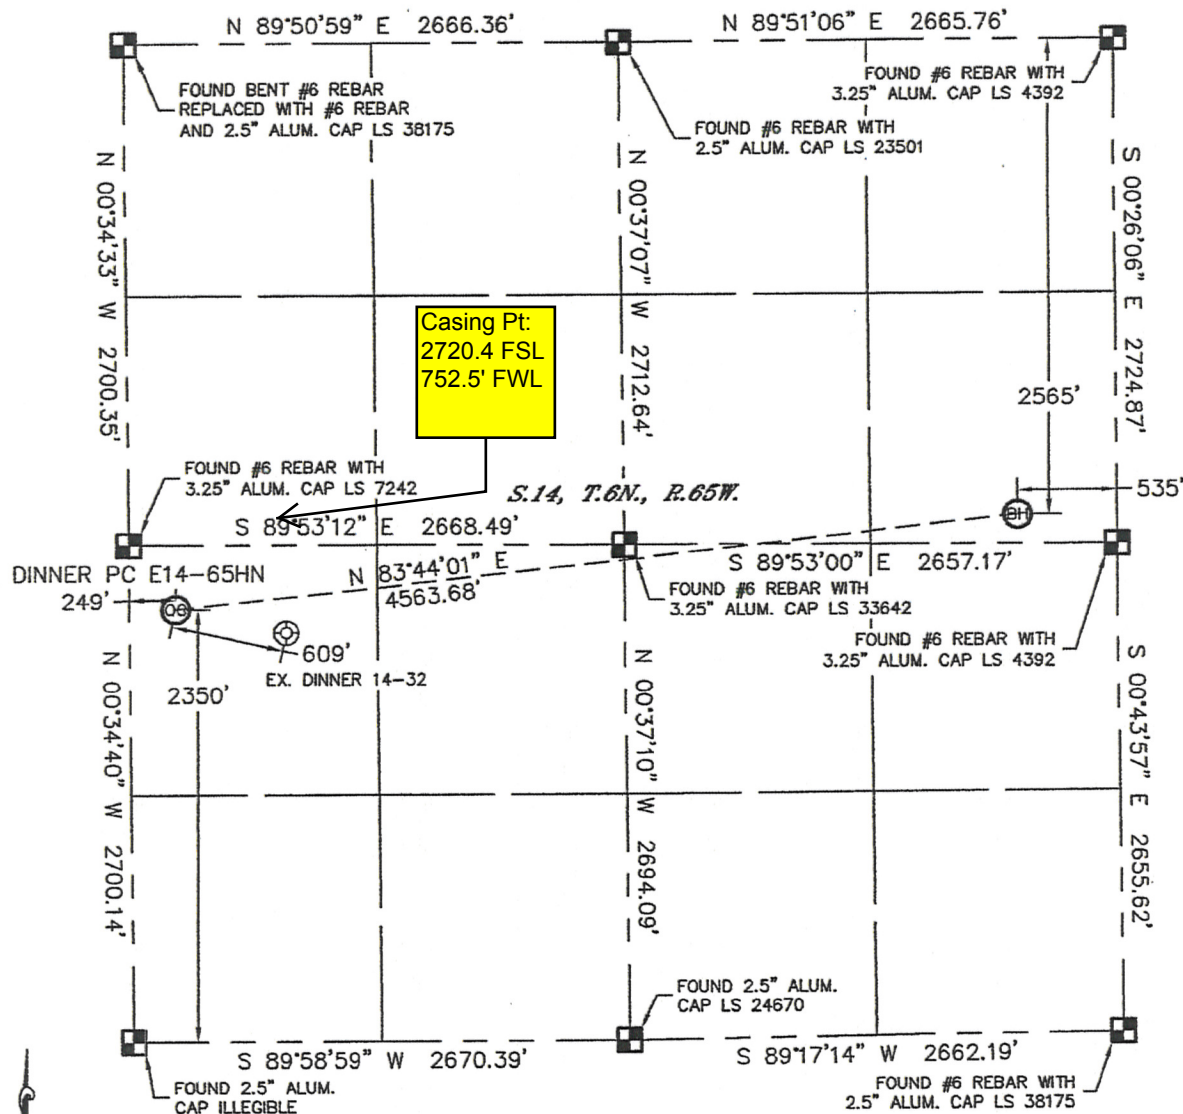 N 89°50'59" E 2666.36'
N 89°51'06" E 2665.76'
FOUND BENT #6 REBAR
REPLACED WITH #6 REBAR
AND 2.5" ALUM. CAP LS 38175
FOUND #6 REBAR WITH
2.5" ALUM. CAP LS 23501
FOUND #6 REBAR WITH
3.25" ALUM. CAP LS 4392
N 00°34'33" W 2700.35'
N 00°37'07" W 2712.64'
S 00°26'06" E 2724.87'
Casing Pt:
2720.4 FSL
752.5' FWL
2565'
535'
BH
FOUND #6 REBAR WITH
3.25" ALUM. CAP LS 7242
S.14, T.6N., R.65W.
S 89°53'12" E 2668.49'
S 89°53'00" E 2657.17'
DINNER PC E14-65HN
249'
N 83°44'01" E
4563.68'
FOUND #6 REBAR WITH
3.25" ALUM. CAP LS 33642
FOUND #6 REBAR WITH
3.25" ALUM. CAP LS 4392
609'
EX. DINNER 14-32
2350'
N 00°34'40" W 2700.14'
N 00°37'10" W 2694.09'
S 00°43'57" E 2655.62'
FOUND 2.5" ALUM.
CAP LS 24670
S 89°58'59" W 2670.39'
S 89°17'14" W 2662.19'
FOUND 2.5" ALUM.
CAP ILLEGIBLE
FOUND #6 REBAR WITH
2.5" ALUM. CAP LS 38175